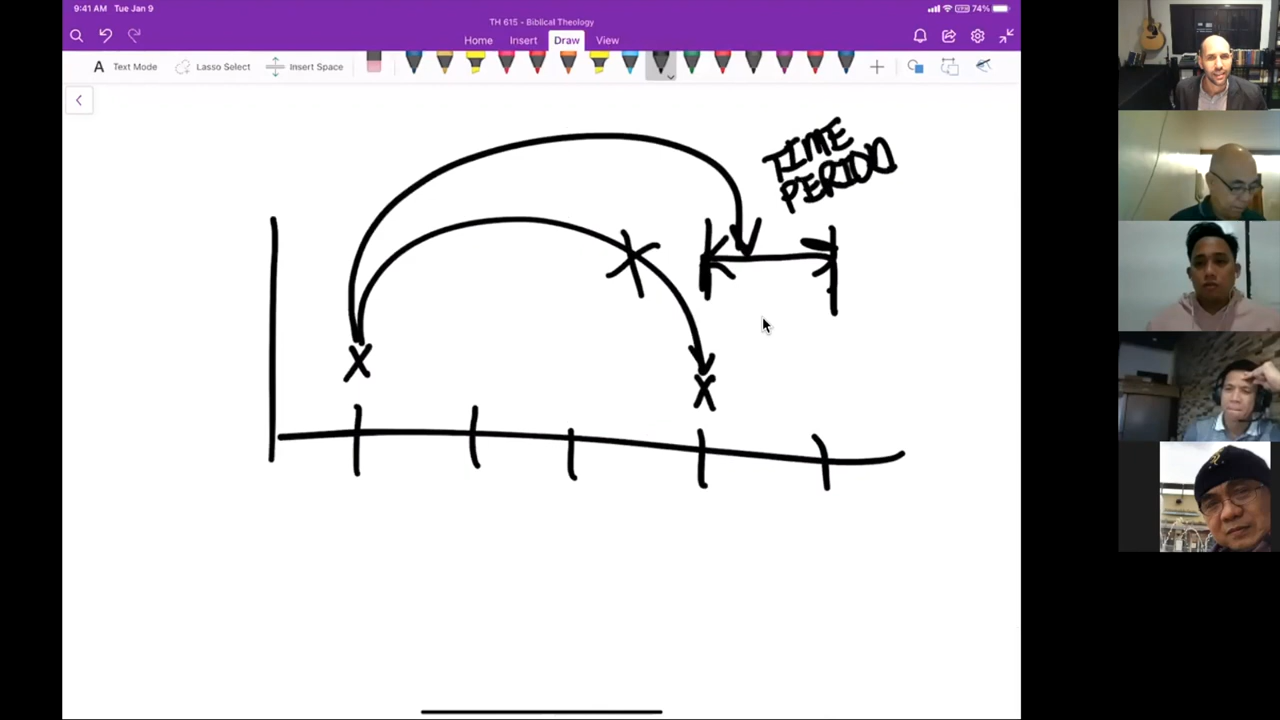 9:41 AM Tue Jan 9
74%
TH 615 - Biblical Theology
Home Insert Draw View
Text Mode Lasso Select Insert Space
TIME
PERIOD
X
X
X